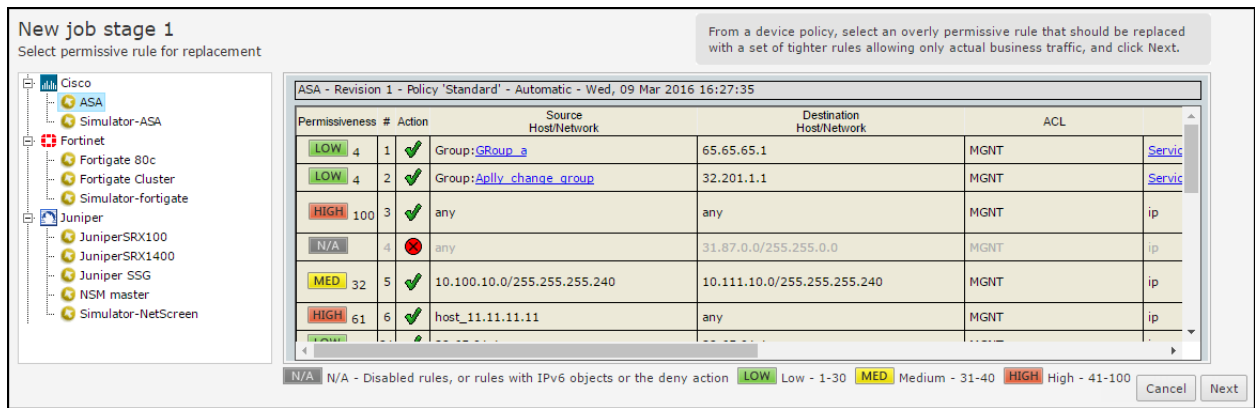 New job stage 1
Select permissive rule for replacement
From a device policy, select an overly permissive rule that should be replaced
with a set of tighter rules allowing only actual business traffic, and click Next.
Cisco
ASA
Simulator-ASA
Fortinet
Fortigate 80c
Fortigate Cluster
Simulator-fortigate
Juniper
JuniperSRX100
JuniperSRX1400
Juniper SSG
NSM master
Simulator-NetScreen
ASA - Revision 1 - Policy 'Standard' - Automatic - Wed, 09 Mar 2016 16:27:35
Permissiveness # Action Source Host/Network Destination Host/Network ACL
LOW 4 1 Group:GRoup_a 65.65.65.1 MGNT Servic
LOW 4 2 Group:Aplly_change_group 32.201.1.1 MGNT Servic
HIGH 100 3 any any MGNT ip
N/A 4 any 31.87.0.0/255.255.0.0 MGNT ip
MED 32 5 10.100.10.0/255.255.255.240 10.111.10.0/255.255.255.240 MGNT ip
HIGH 61 6 host_11.11.11.11 any MGNT ip
N/A N/A - Disabled rules, or rules with IPv6 objects or the deny action LOW Low - 1-30 MED Medium - 31-40 HIGH High - 41-100
Cancel Next